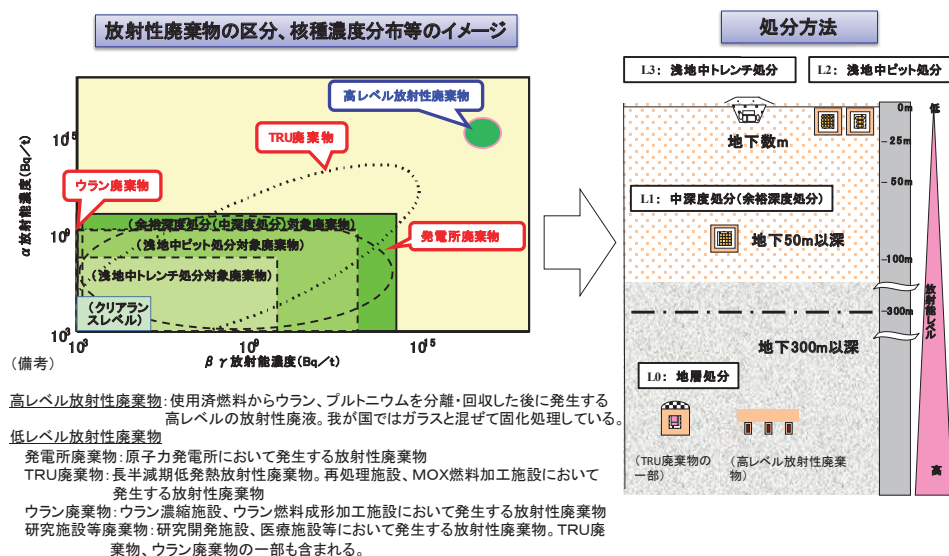 放射性廃棄物の区分、核種濃度分布等のイメージ
処分方法
L3: 浅地中トレンチ処分
L2: 浅地中ピット処分
高レベル放射性廃棄物
TRU廃棄物
ウラン廃棄物
発電所廃棄物
α放射能濃度(Bq/t)
10¹⁵
10⁹
10³
(余裕深度処分(中深度処分)対象廃棄物)
(浅地中ピット処分対象廃棄物)
(浅地中トレンチ処分対象廃棄物)
(クリアラン
スレベル)
10³
10⁹
10¹⁵
βγ放射能濃度(Bq/t)
地下数m
L1: 中深度処分(余裕深度処分)
地下50m以深
地下300m以深
L0: 地層処分
(TRU廃棄物の
一部)
(高レベル放射性廃棄
物)
0m
-25m
-50m
-100m
-300m
低
放射能レベル
高
(備考)
高レベル放射性廃棄物:使用済燃料からウラン、プルトニウムを分離・回収した後に発生する
高レベルの放射性廃液。我が国ではガラスと混ぜて固化処理している。
低レベル放射性廃棄物
発電所廃棄物:原子力発電所において発生する放射性廃棄物
TRU廃棄物:長半減期低発熱放射性廃棄物。再処理施設、MOX燃料加工施設において
発生する放射性廃棄物
ウラン廃棄物:ウラン濃縮施設、ウラン燃料成形加工施設において発生する放射性廃棄物
研究施設等廃棄物:研究開発施設、医療施設等において発生する放射性廃棄物。TRU廃
棄物、ウラン廃棄物の一部も含まれる。